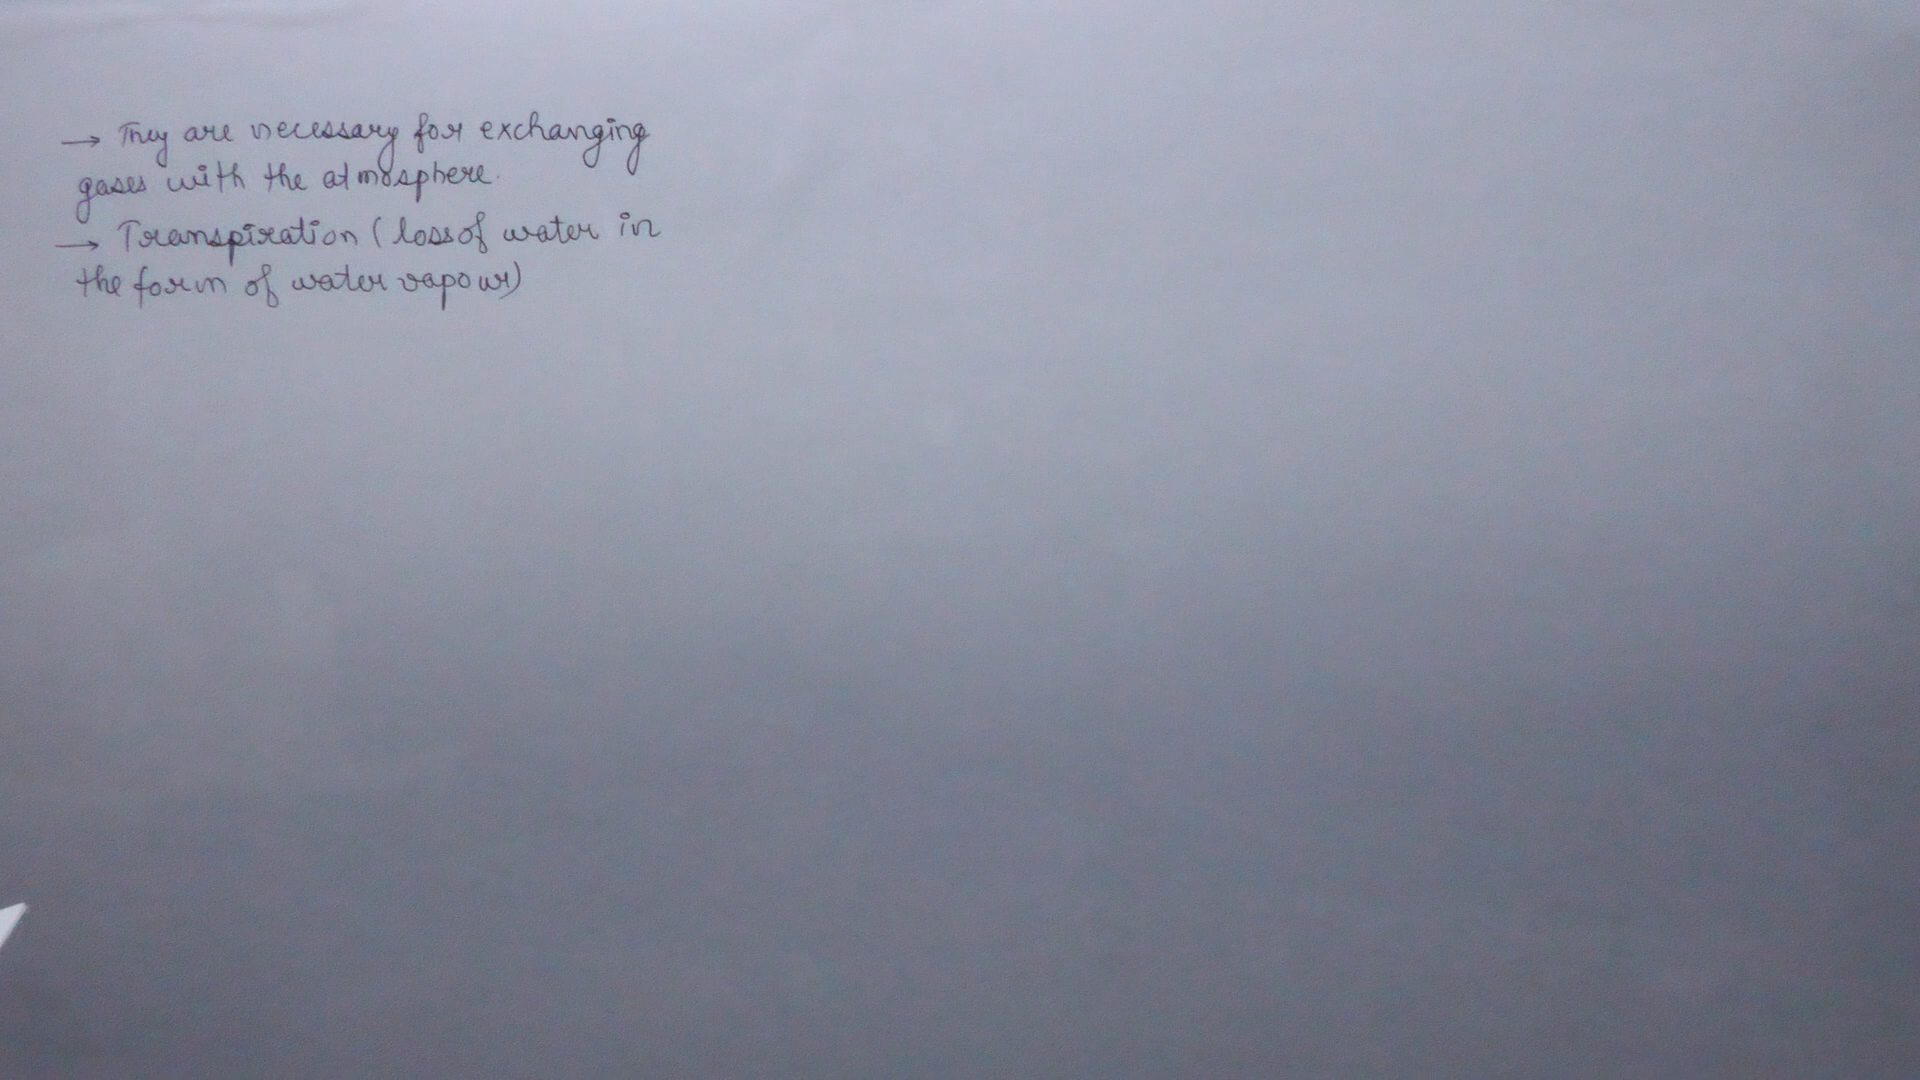 → They are necessary for exchanging
gases with the atmosphere.
→ Transpiration (loss of water in
the form of water vapour)